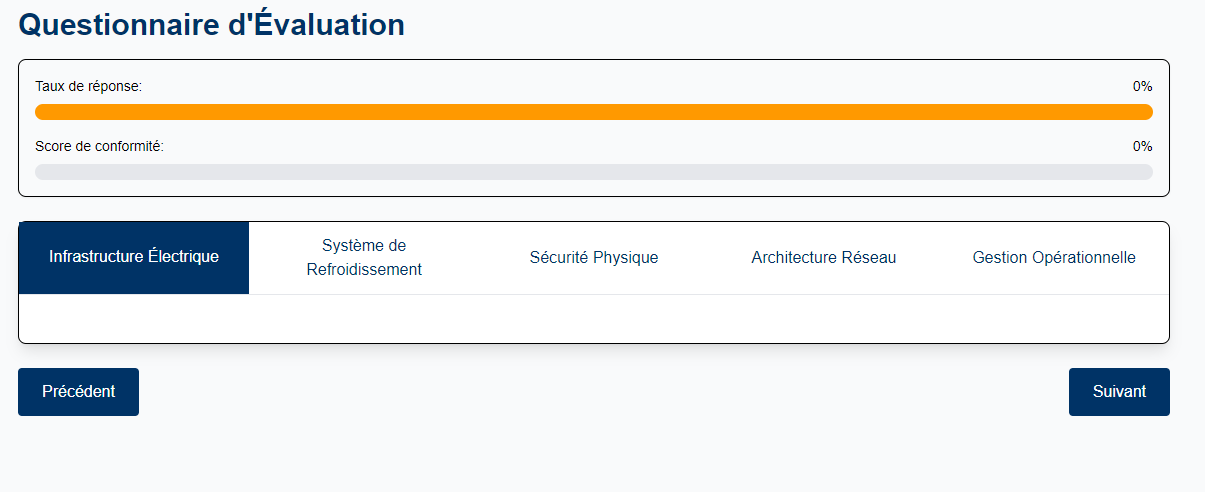 Questionnaire d'Évaluation
Taux de réponse:
0%
Score de conformité:
0%
Infrastructure Électrique
Système de
Refroidissement
Sécurité Physique
Architecture Réseau
Gestion Opérationnelle
Précédent
Suivant